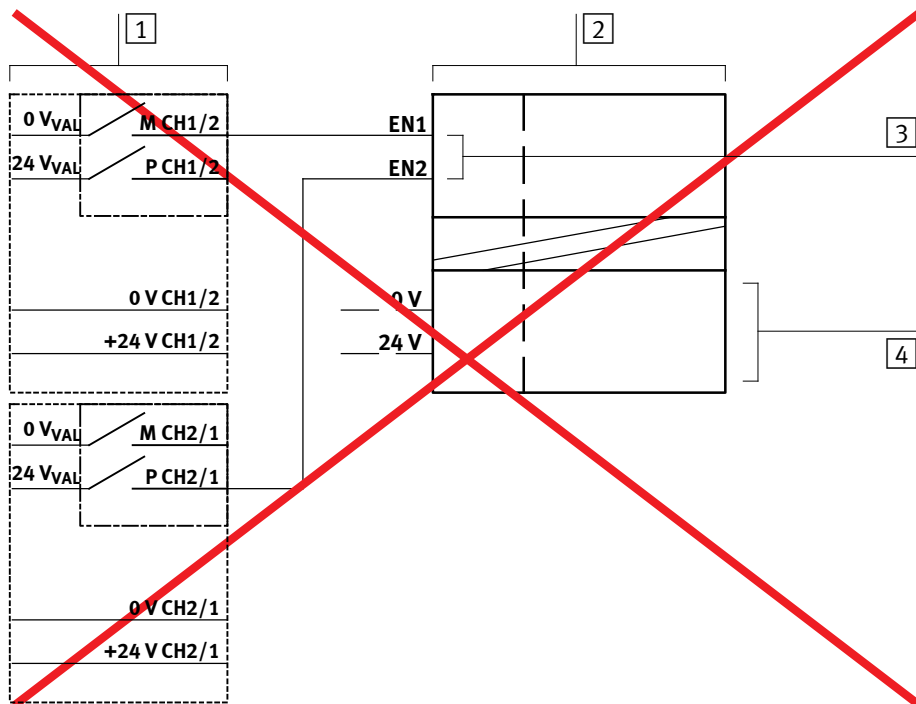 1
2
0 VVAL M CH1/2 EN1
3
24 VVAL P CH1/2 EN2
0 V CH1/2 0 V
+24 V CH1/2 24 V
4
0 VVAL M CH2/1
24 VVAL P CH2/1
0 V CH2/1
+24 V CH2/1